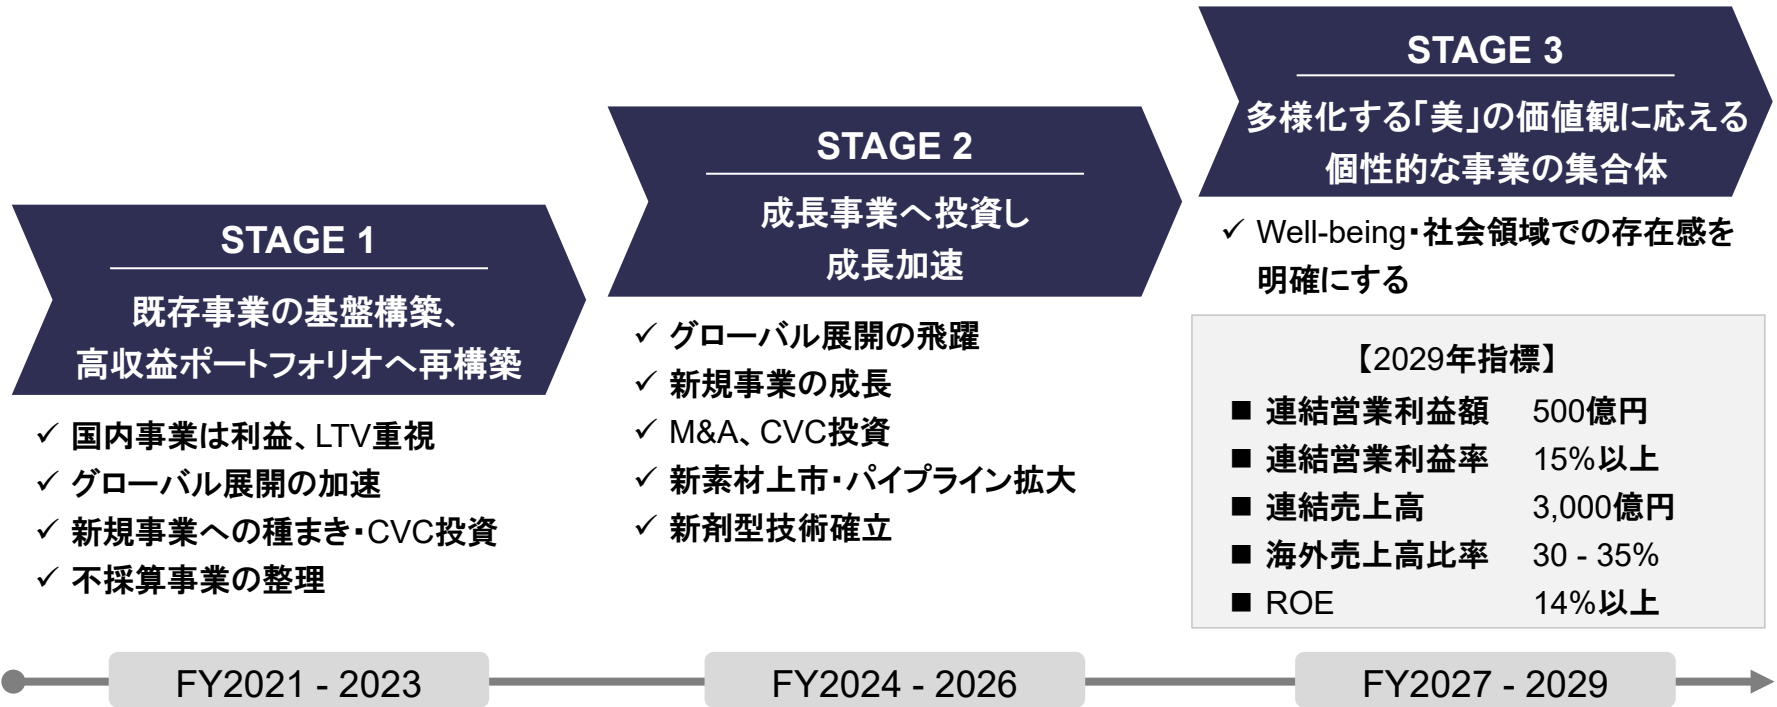 STAGE 1
既存事業の基盤構築、
高収益ポートフォリオへ再構築
✓ 国内事業は利益、LTV重視
✓ グローバル展開の加速
✓ 新規事業への種まき・CVC投資
✓ 不採算事業の整理
FY2021 - 2023
STAGE 2
成長事業へ投資し
成長加速
✓ グローバル展開の飛躍
✓ 新規事業の成長
✓ M&A、CVC投資
✓ 新素材上市・パイプライン拡大
✓ 新剤型技術確立
FY2024 - 2026
STAGE 3
多様化する「美」の価値観に応える
個性的な事業の集合体
✓ Well-being・社会領域での存在感を
明確にする
【2029年指標】
■ 連結営業利益額 500億円
■ 連結営業利益率 15%以上
■ 連結売上高 3,000億円
■ 海外売上高比率 30 - 35%
■ ROE 14%以上
FY2027 - 2029